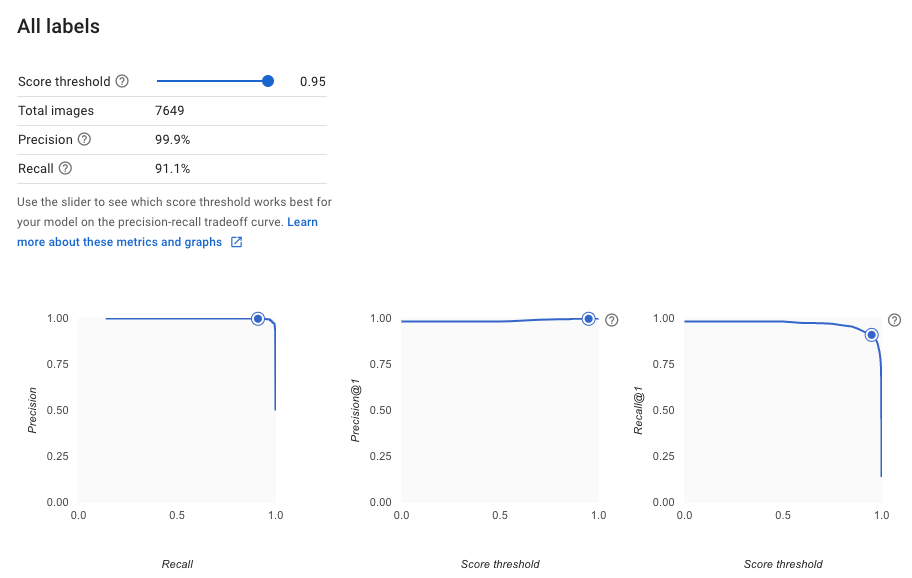 All labels
Score threshold 0.95
Total images 7649
Precision 99.9%
Recall 91.1%
Use the slider to see which score threshold works best for
your model on the precision-recall tradeoff curve. Learn
more about these metrics and graphs
1.00
0.75
0.50
0.25
0.00
0.0 0.5 1.0
Precision
Recall
1.00
0.75
0.50
0.25
0.00
0.0 0.5 1.0
Precision@1
Score threshold
1.00
0.75
0.50
0.25
0.00
0.0 0.5 1.0
Recall@1
Score threshold